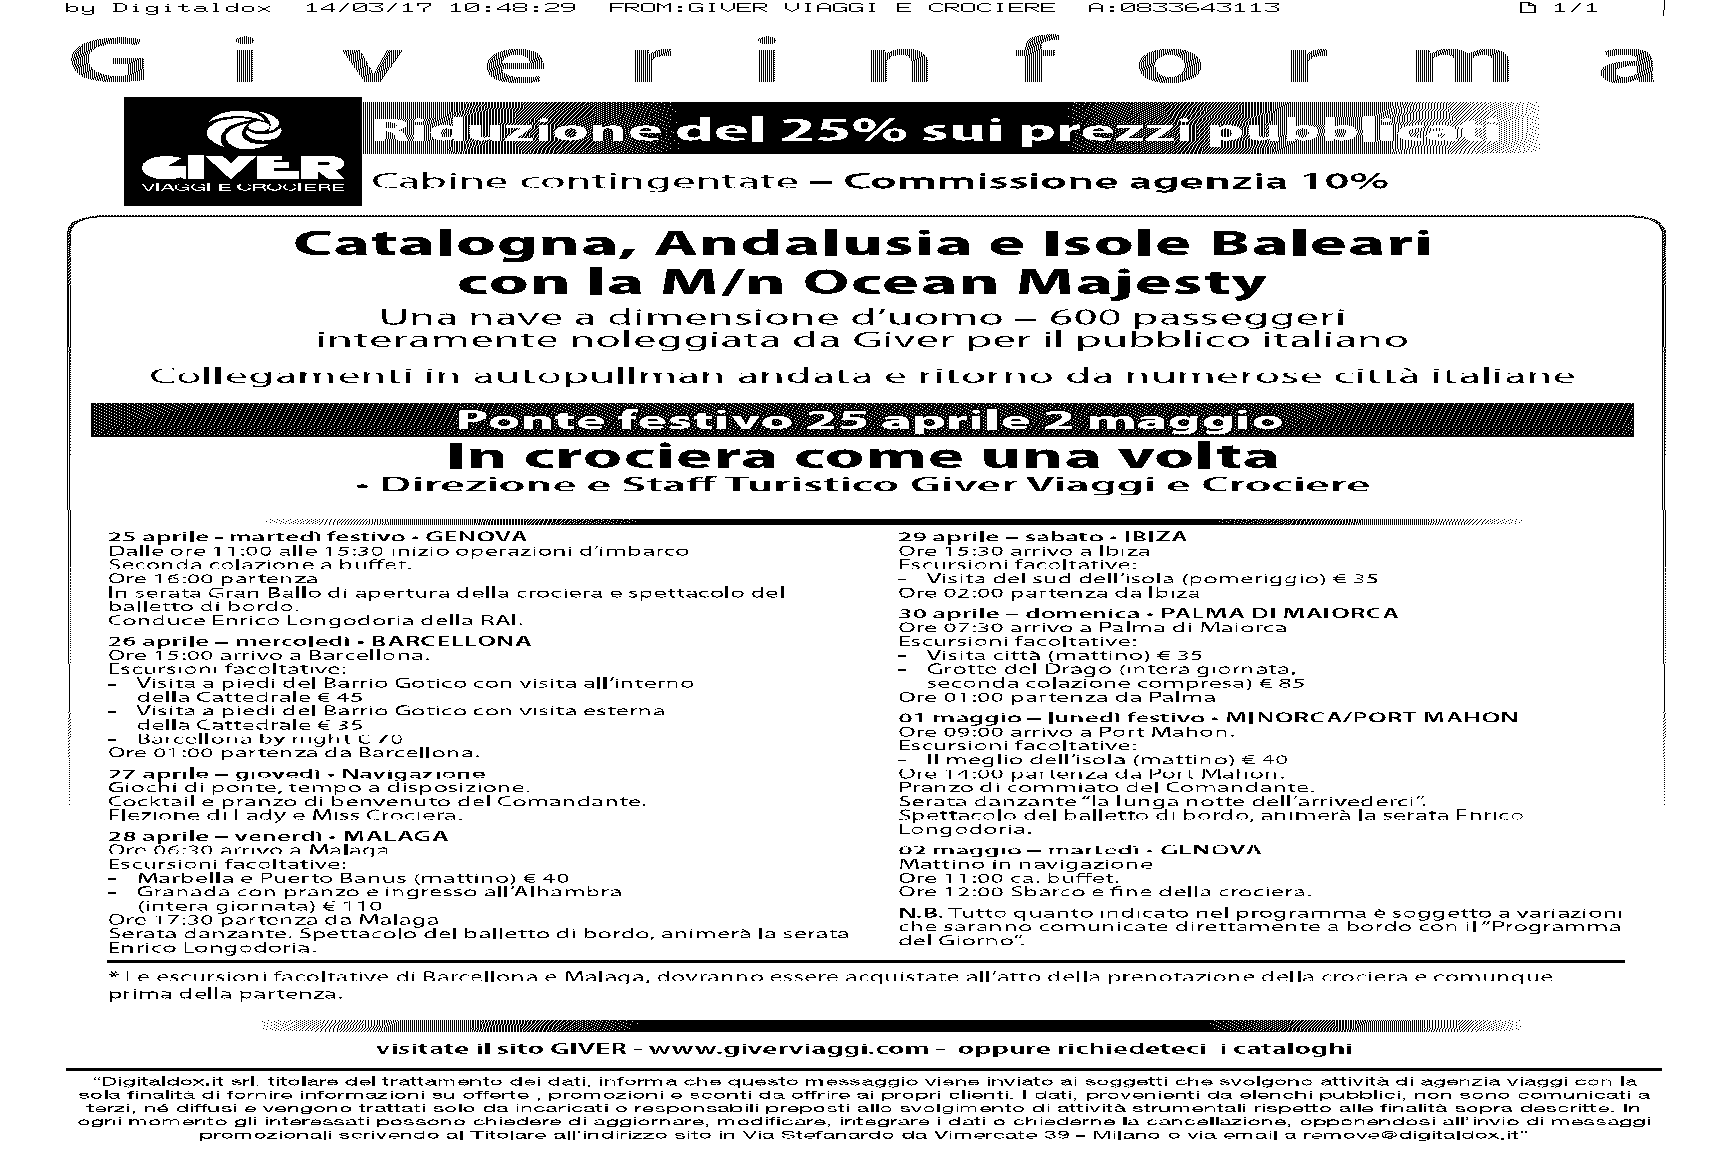 by Digitaldox 14/03/17 10:48:29 FROM:GIVER VIAGGI E CROCIERE A:0833643113 1/1
Giverinforma
GIVER
VIAGGI E CROCIERE
Riduzione del 25% sui prezzi pubblicati
Cabine contingentate – Commissione agenzia 10%
Catalogna, Andalusia e Isole Baleari
con la M/n Ocean Majesty
Una nave a dimensione d’uomo – 600 passeggeri
interamente noleggiata da Giver per il pubblico italiano
Collegamenti in autopullman andata e ritorno da numerose città italiane
Ponte festivo 25 aprile 2 maggio
In crociera come una volta
• Direzione e Staff Turistico Giver Viaggi e Crociere
25 aprile - martedì festivo • GENOVA
Dalle ore 11:00 alle 15:30 inizio operazioni d’imbarco
Seconda colazione a buffet.
Ore 16:00 partenza
In serata Gran Ballo di apertura della crociera e spettacolo del
balletto di bordo.
Conduce Enrico Longodoria della RAI.
26 aprile – mercoledì • BARCELLONA
Ore 15:00 arrivo a Barcellona.
Escursioni facoltative:
– Visita a piedi del Barrio Gotico con visita all’interno
della Cattedrale € 45
– Visita a piedi del Barrio Gotico con visita esterna
della Cattedrale € 35
– Barcellona by night € 70
Ore 01:00 partenza da Barcellona.
27 aprile – giovedì • Navigazione
Giochi di ponte, tempo a disposizione.
Cocktail e pranzo di benvenuto del Comandante.
Elezione di Lady e Miss Crociera.
28 aprile – venerdì • MALAGA
Ore 06:30 arrivo a Malaga
Escursioni facoltative:
– Marbella e Puerto Banus (mattino) € 40
– Granada con pranzo e ingresso all’Alhambra
(intera giornata) € 110
Ore 17:30 partenza da Malaga
Serata danzante. Spettacolo del balletto di bordo, animerà la serata
Enrico Longodoria.
29 aprile – sabato • IBIZA
Ore 15:30 arrivo a Ibiza
Escursioni facoltative:
– Visita del sud dell’isola (pomeriggio) € 35
Ore 02:00 partenza da Ibiza
30 aprile – domenica • PALMA DI MAIORCA
Ore 07:30 arrivo a Palma di Maiorca
Escursioni facoltative:
– Visita città (mattino) € 35
– Grotte del Drago (intera giornata,
seconda colazione compresa) € 85
Ore 01:00 partenza da Palma
01 maggio – lunedì festivo • MINORCA/PORT MAHON
Ore 09:00 arrivo a Port Mahon.
Escursioni facoltative:
– Il meglio dell’isola (mattino) € 40
Ore 14:00 partenza da Port Mahon.
Pranzo di commiato del Comandante.
Serata danzante “la lunga notte dell’arrivederci”.
Spettacolo del balletto di bordo, animerà la serata Enrico
Longodoria.
02 maggio – martedì • GENOVA
Mattino in navigazione
Ore 11:00 ca. buffet.
Ore 12:00 Sbarco e fine della crociera.
N.B. Tutto quanto indicato nel programma è soggetto a variazioni
che saranno comunicate direttamente a bordo con il “Programma
del Giorno”.
* Le escursioni facoltative di Barcellona e Malaga, dovranno essere acquistate all’atto della prenotazione della crociera e comunque
prima della partenza.
visitate il sito GIVER - www.giverviaggi.com - oppure richiedeteci i cataloghi
“Digitaldox.it srl. titolare del trattamento dei dati, informa che questo messaggio viene inviato ai soggetti che svolgono attività di agenzia viaggi con la
sola finalità di fornire informazioni su offerte , promozioni e sconti da offrire ai propri clienti. I dati, provenienti da elenchi pubblici, non sono comunicati a
terzi, né diffusi e vengono trattati solo da incaricati o responsabili preposti allo svolgimento di attività strumentali rispetto alle finalità sopra descritte. In
ogni momento gli interessati possono chiedere di aggiornare, modificare, integrare i dati o chiederne la cancellazione, opponendosi all’invio di messaggi
promozionali scrivendo al Titolare all’indirizzo sito in Via Stefanardo da Vimercate 39 – Milano o via email a remove@digitaldox.it”